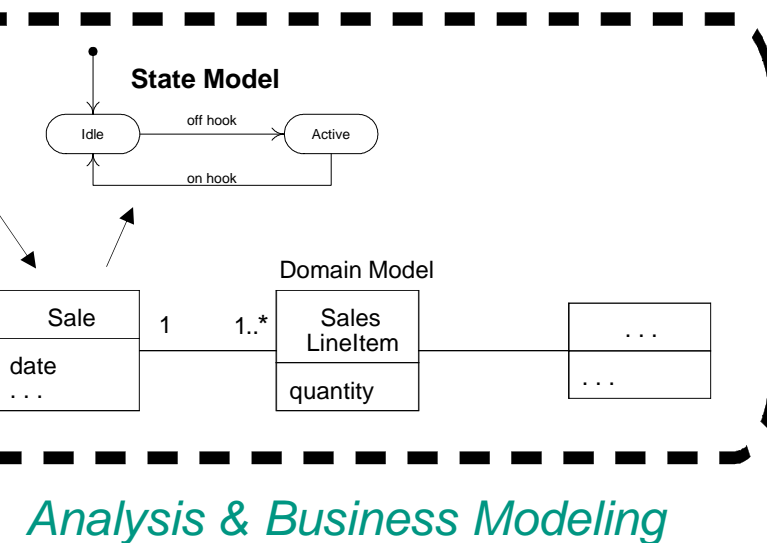 State Model
Idle
off hook
Active
on hook
Domain Model
Sale
1
1..*
Sales
LineItem
. . .
date
. . .
quantity
. . .
Analysis & Business Modeling